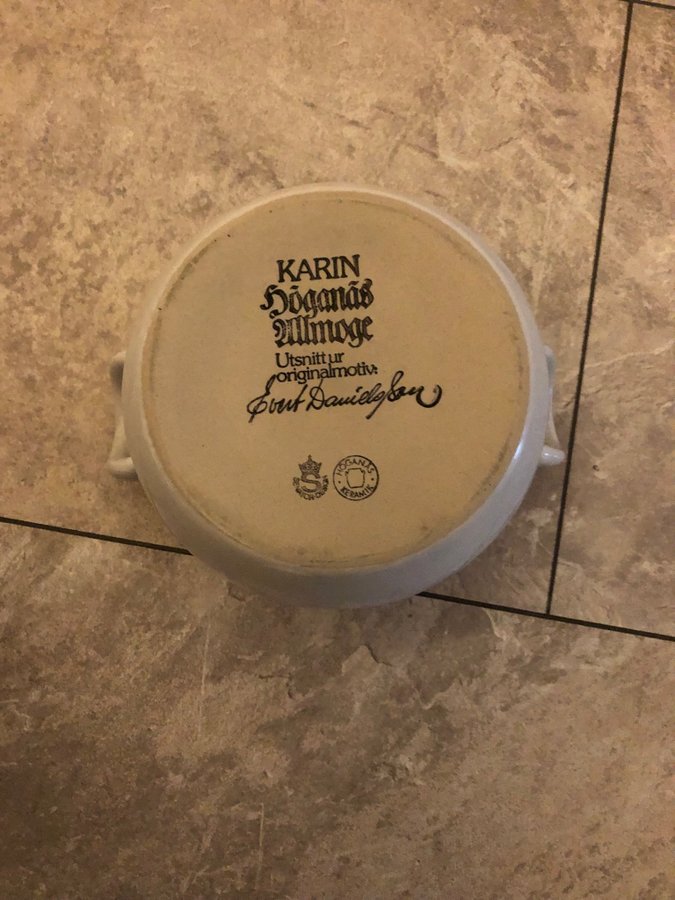 KARIN
Höganäs
Allmoge
Utsnitt ur
originalmotiv:
Evert Danielsson
S
HÖGANÄS
KERAMIK